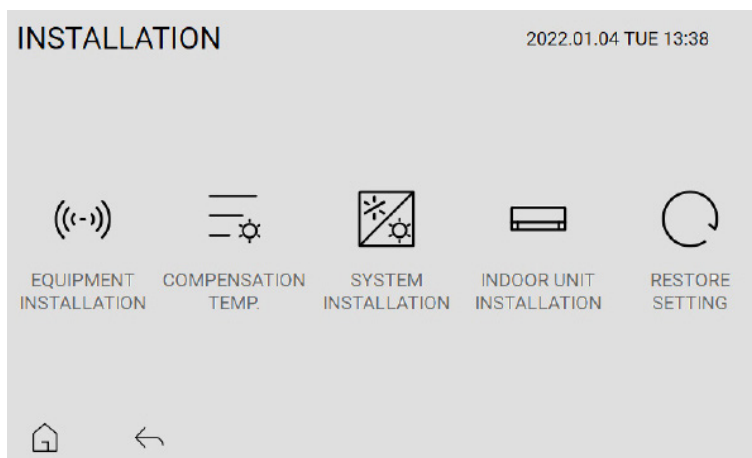 INSTALLATION
2022.01.04 TUE 13:38
EQUIPMENT
INSTALLATION
COMPENSATION
TEMP.
SYSTEM
INSTALLATION
INDOOR UNIT
INSTALLATION
RESTORE
SETTING